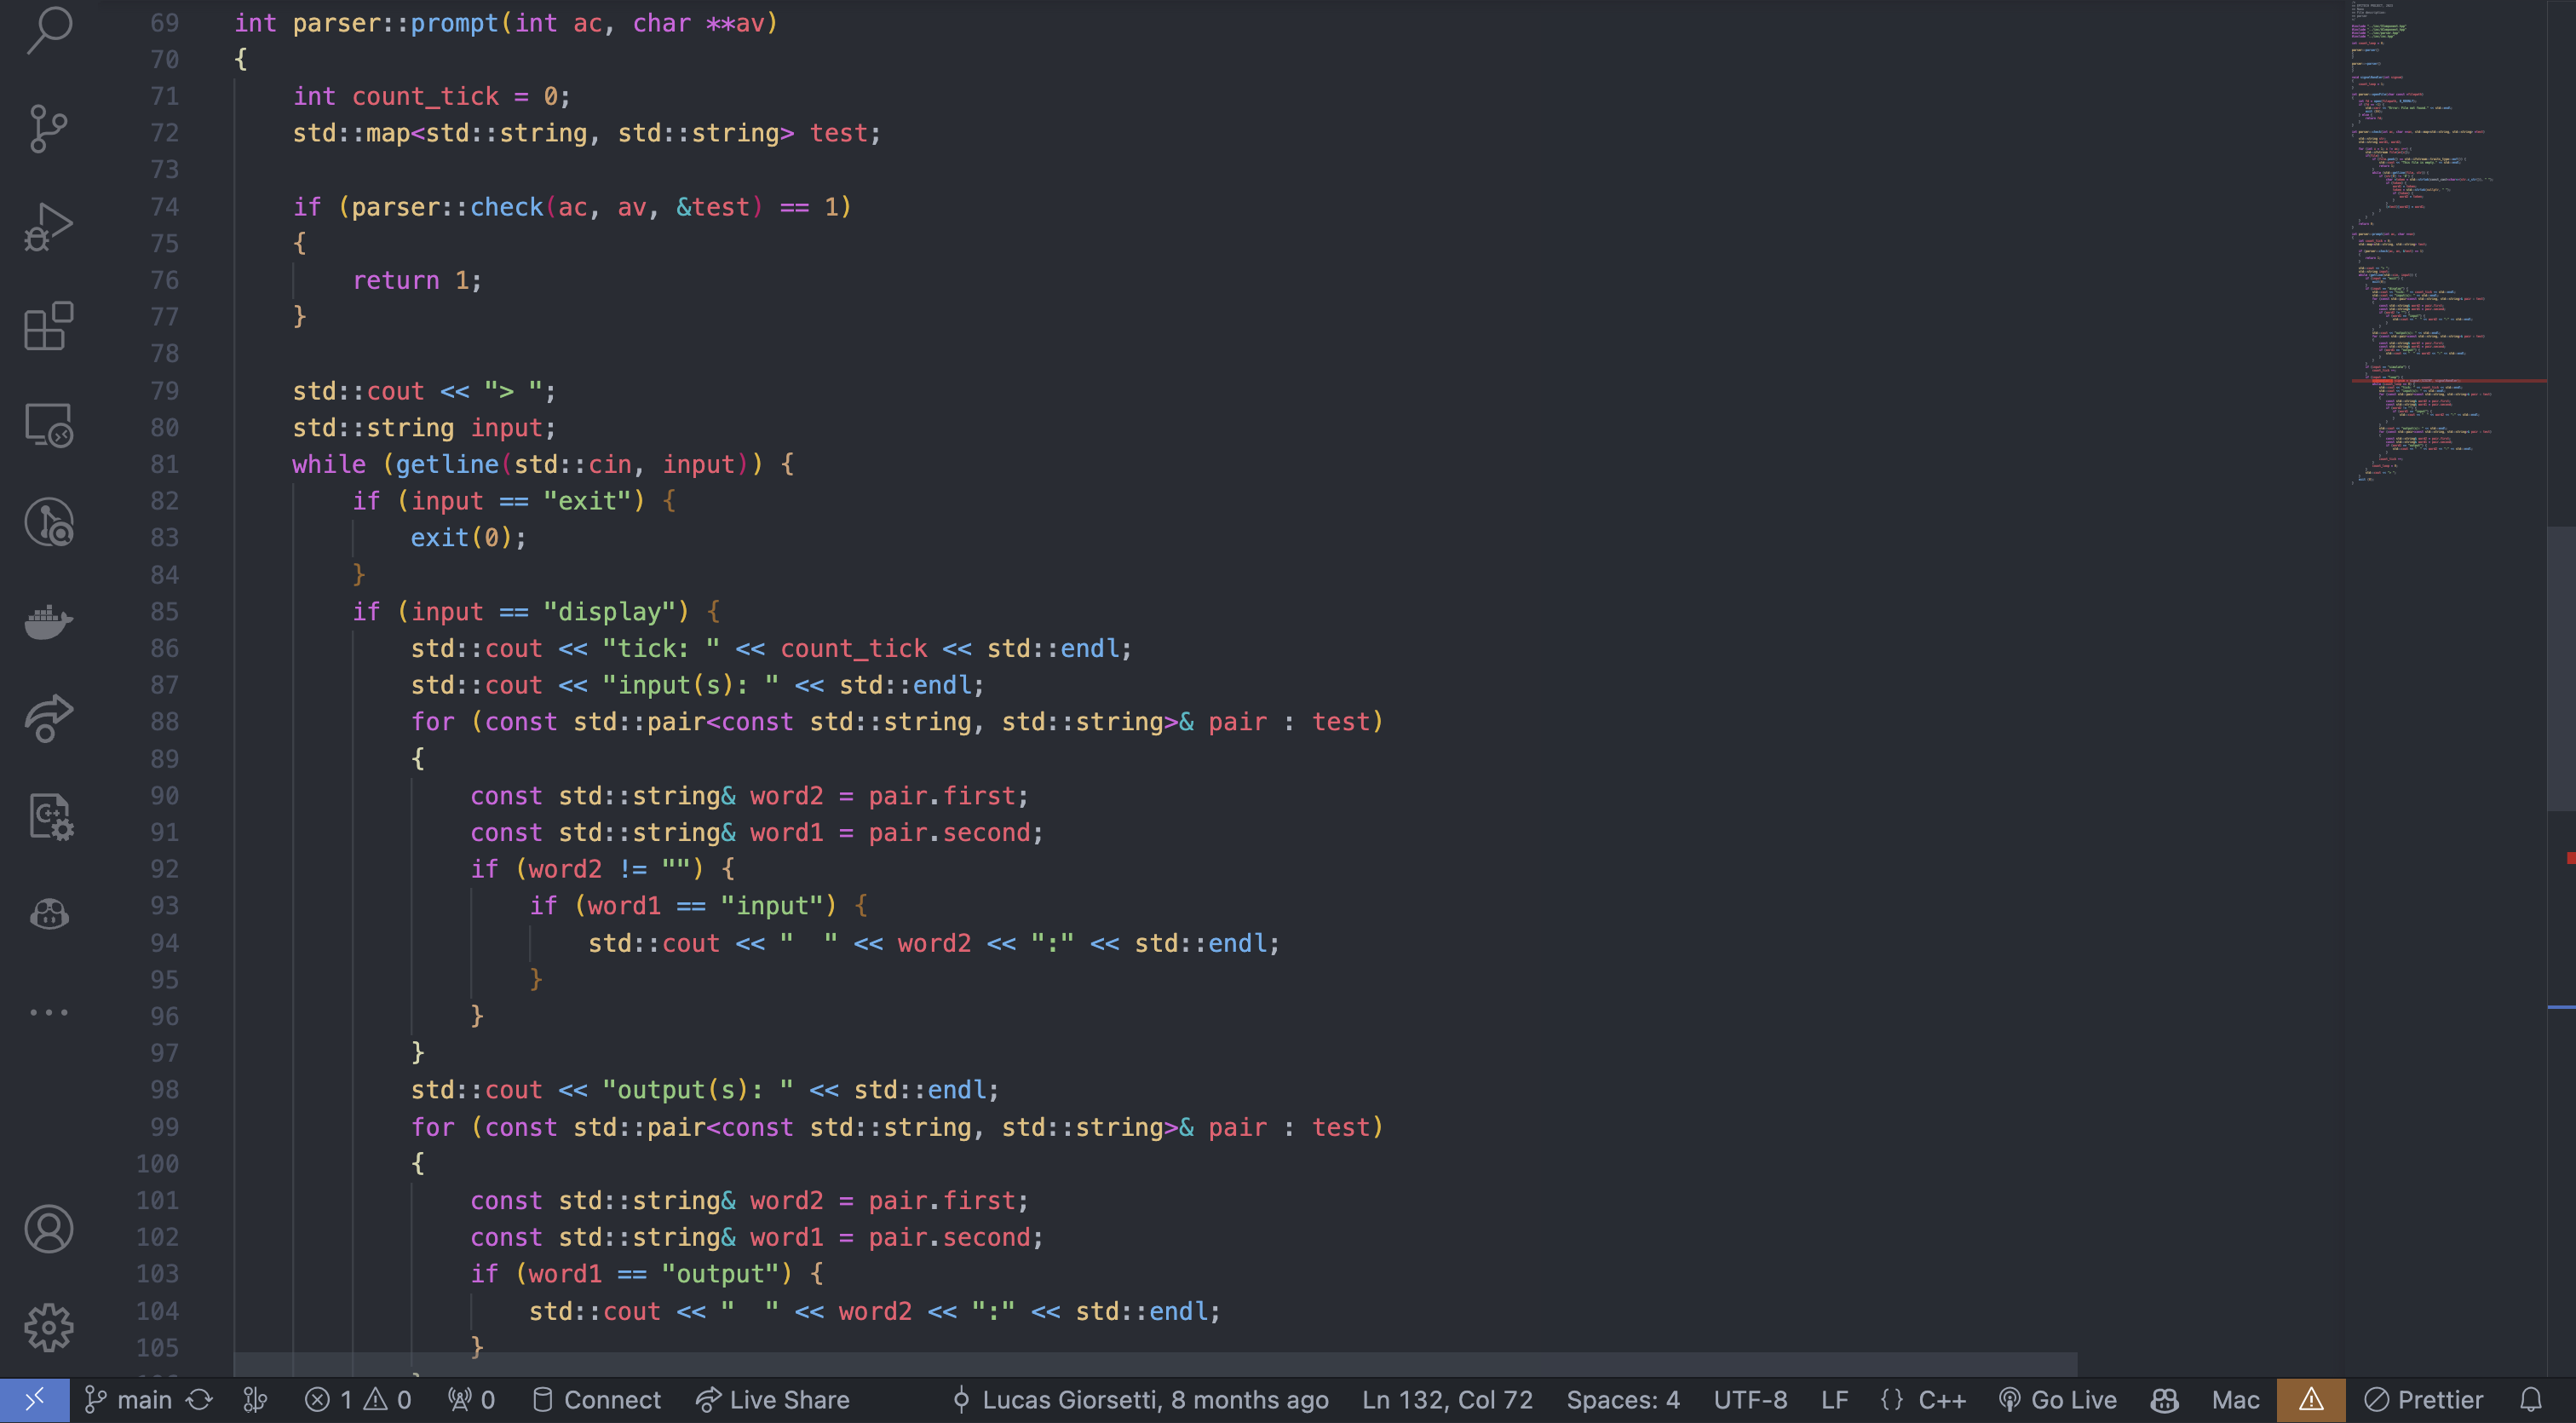 69 int parser::prompt(int ac, char **av)
70 {
71 int count_tick = 0;
72 std::map<std::string, std::string> test;
73
74 if (parser::check(ac, av, &test) == 1)
75 {
76 return 1;
77 }
78
79 std::cout << "> ";
80 std::string input;
81 while (getline(std::cin, input)) {
82 if (input == "exit") {
83 exit(0);
84 }
85 if (input == "display") {
86 std::cout << "tick: " << count_tick << std::endl;
87 std::cout << "input(s): " << std::endl;
88 for (const std::pair<const std::string, std::string>& pair : test)
89 {
90 const std::string& word2 = pair.first;
91 const std::string& word1 = pair.second;
92 if (word2 != "") {
93 if (word1 == "input") {
94 std::cout << "  " << word2 << ":" << std::endl;
95 }
96 }
97 }
98 std::cout << "output(s): " << std::endl;
99 for (const std::pair<const std::string, std::string>& pair : test)
100 {
101 const std::string& word2 = pair.first;
102 const std::string& word1 = pair.second;
103 if (word1 == "output") {
104 std::cout << "  " << word2 << ":" << std::endl;
105 }
main 1 0 0 Connect Live Share Lucas Giorsetti, 8 months ago Ln 132, Col 72 Spaces: 4 UTF-8 LF {} C++ Go Live Mac Prettier